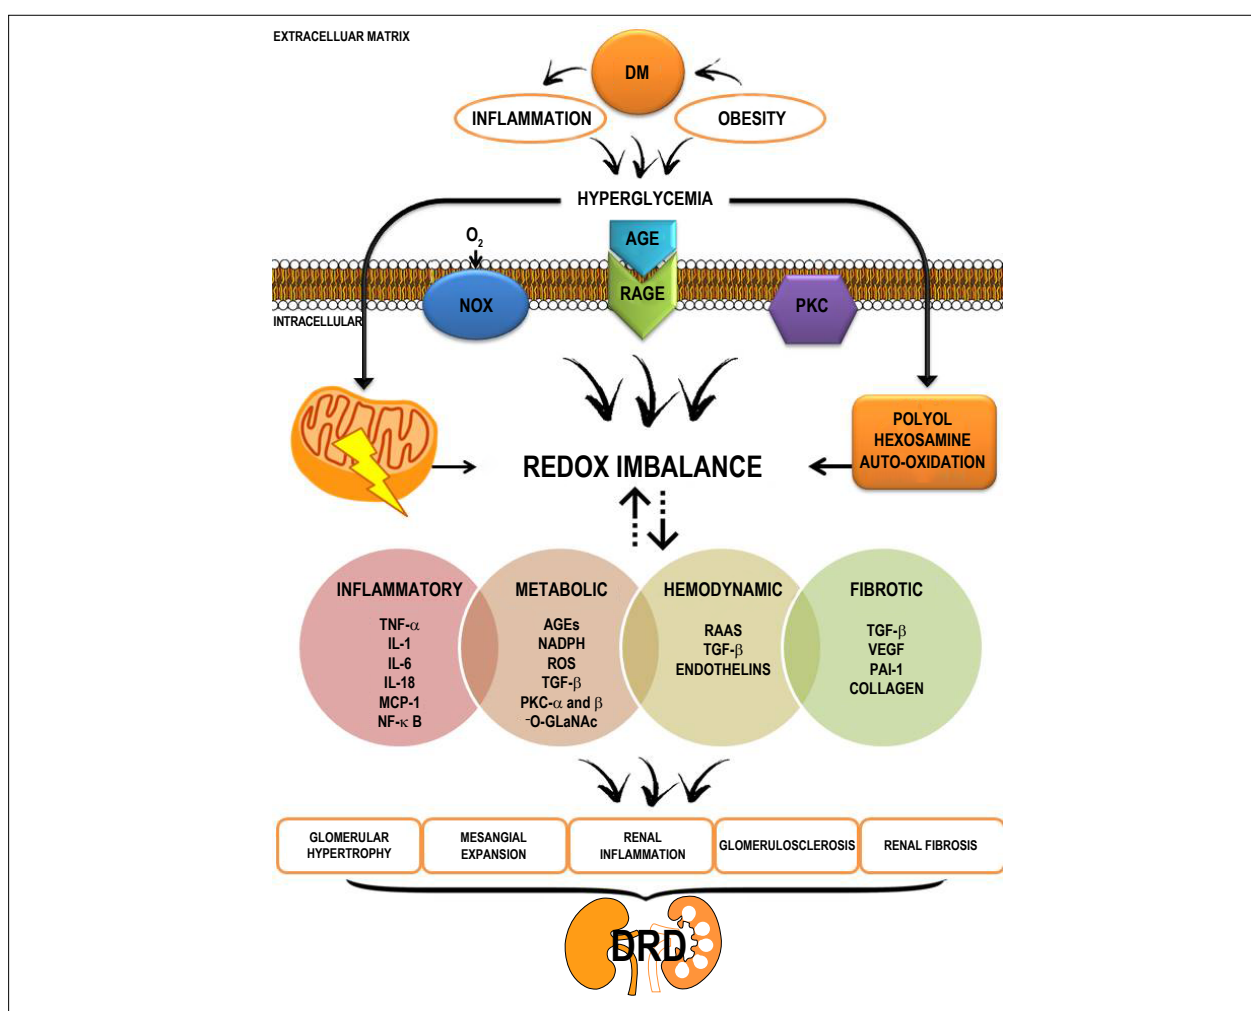 EXTRACELLUAR MATRIX
DM
INFLAMMATION
OBESITY
HYPERGLYCEMIA
O2
AGE
NOX
RAGE
PKC
INTRACELLULAR
POLYOL
HEXOSAMINE
AUTO-OXIDATION
REDOX IMBALANCE
INFLAMMATORY
TNF-α
IL-1
IL-6
IL-18
MCP-1
NF-κ B
METABOLIC
AGEs
NADPH
ROS
TGF-β
PKC-α and β
-O-GLaNAc
HEMODYNAMIC
RAAS
TGF-β
ENDOTHELINS
FIBROTIC
TGF-β
VEGF
PAI-1
COLLAGEN
GLOMERULAR
HYPERTROPHY
MESANGIAL
EXPANSION
RENAL
INFLAMMATION
GLOMERULOSCLEROSIS
RENAL FIBROSIS
DRD